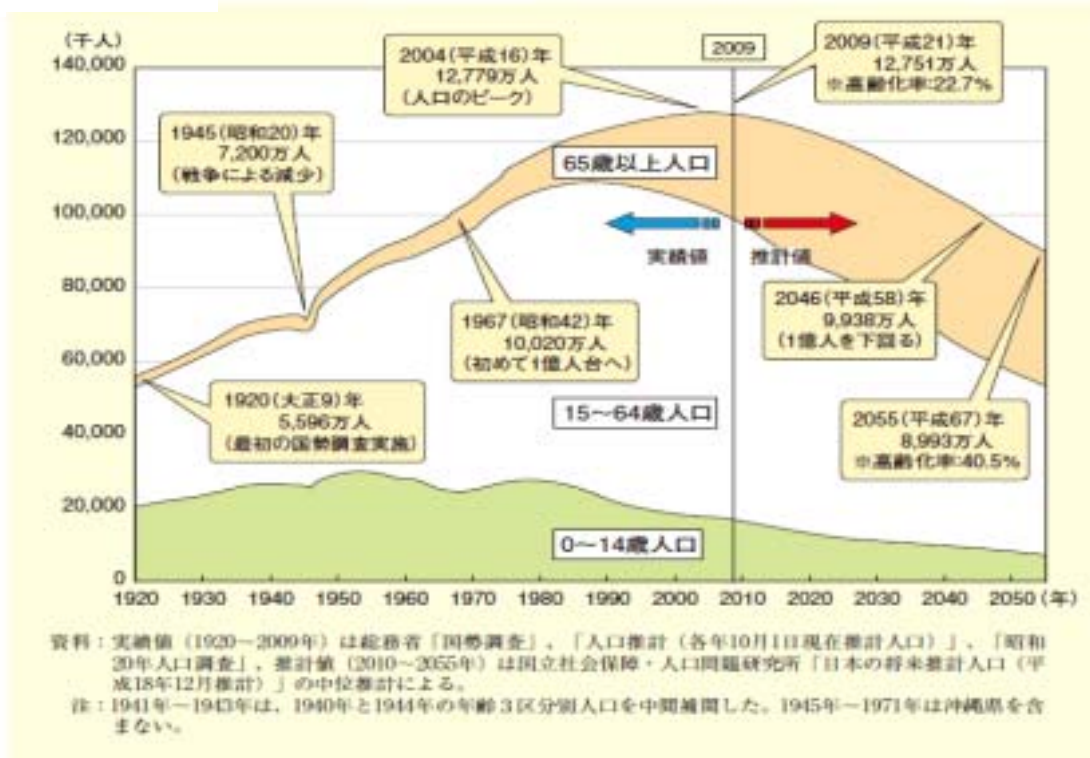 (千人)
140,000
120,000
100,000
80,000
60,000
40,000
20,000
0
1920
1930
1940
1950
1960
1970
1980
1990
2000
2010
2020
2030
2040
2050(年)
2009
2004(平成16)年
12,779万人
(人口のピーク)
2009(平成21)年
12,751万人
※高齢化率:22.7%
1945(昭和20)年
7,200万人
(戦争による減少)
65歳以上人口
実績値
推計値
1967(昭和42)年
10,020万人
(初めて1億人台へ)
2046(平成58)年
9,938万人
(1億人を下回る)
1920(大正9)年
5,596万人
(最初の国勢調査実施)
15〜64歳人口
2055(平成67)年
8,993万人
※高齢化率:40.5%
0〜14歳人口
資料:実績値(1920〜2009年)は総務省「国勢調査」、「人口推計(各年10月1日現在推計人口)」、「昭和
20年人口調査」、推計値(2010〜2055年)は国立社会保障・人口問題研究所「日本の将来推計人口(平
成18年12月推計)」の中位推計による。
注:1941年〜1943年は、1940年と1944年の年齢3区分別人口を中間補間した。1945年〜1971年は沖縄県を含
まない。